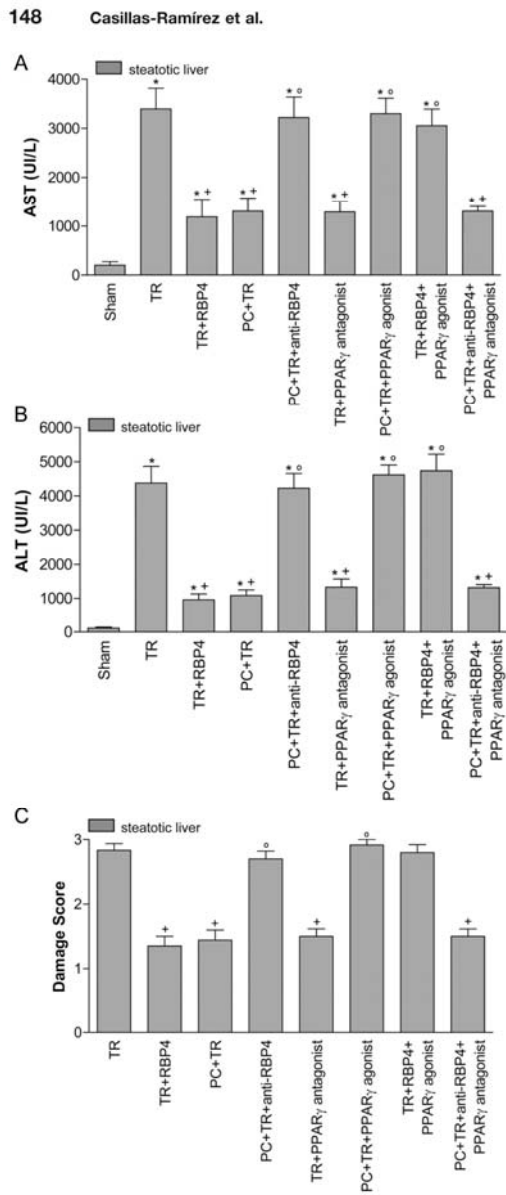 148 Casillas-Ramírez et al.
A
steatotic liver
AST (UI/L)
4000
3000
2000
1000
0
*
* +
* +
* o
* +
* o
* o
* +
Sham
TR
TR+RBP4
PC+TR
PC+TR+anti-RBP4
TR+PPARγ antagonist
PC+TR+PPARγ agonist
TR+RBP4+
PPARγ agonist
PC+TR+anti-RBP4+
PPARγ antagonist
B
steatotic liver
ALT (UI/L)
6000
5000
4000
3000
2000
1000
0
*
* +
* +
* o
* +
* o
* o
* +
Sham
TR
TR+RBP4
PC+TR
PC+TR+anti-RBP4
TR+PPARγ antagonist
PC+TR+PPARγ agonist
TR+RBP4+
PPARγ agonist
PC+TR+anti-RBP4+
PPARγ antagonist
C
steatotic liver
Damage Score
3
2
1
0
+
+
o
+
o
+
TR
TR+RBP4
PC+TR
PC+TR+anti-RBP4
TR+PPARγ antagonist
PC+TR+PPARγ agonist
TR+RBP4+
PPARγ agonist
PC+TR+anti-RBP4+
PPARγ antagonist